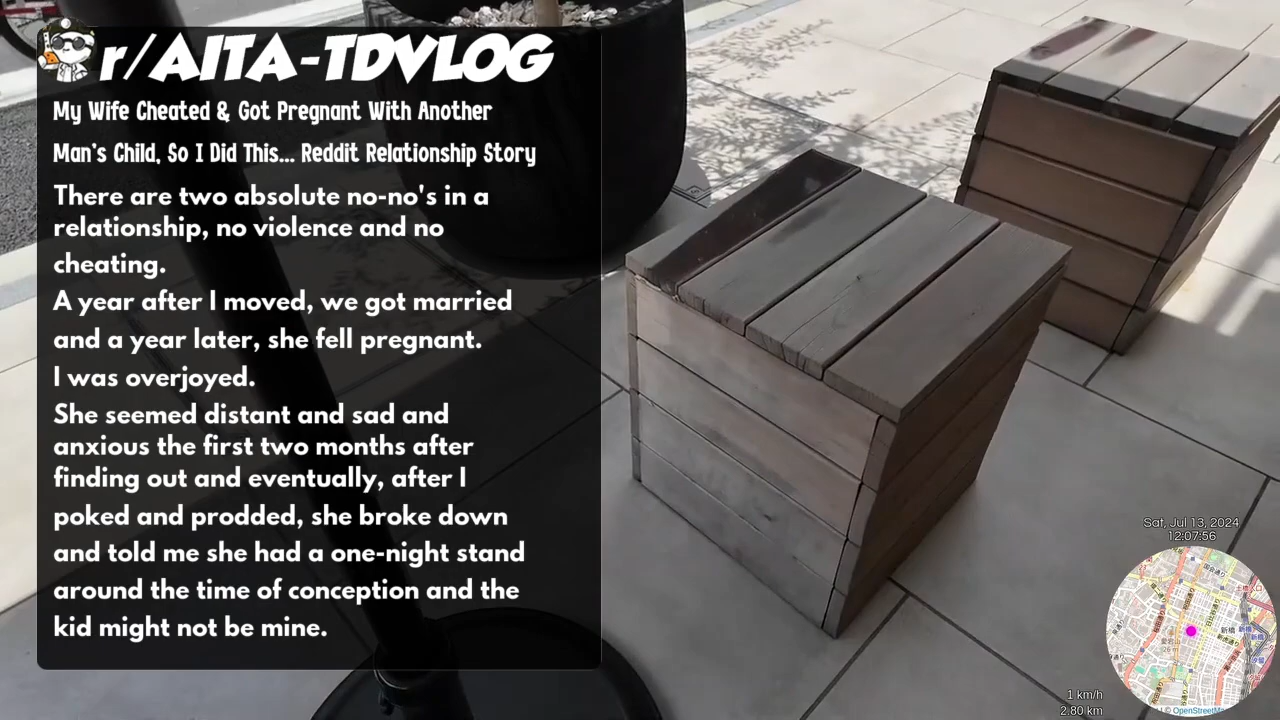 r/AITA-TDVLOG
My Wife Cheated & Got Pregnant With Another
Man's Child, So I Did This... Reddit Relationship Story
There are two absolute no-no's in a
relationship, no violence and no
cheating.
A year after I moved, we got married
and a year later, she fell pregnant.
I was overjoyed.
She seemed distant and sad and
anxious the first two months after
finding out and eventually, after I
poked and prodded, she broke down
and told me she had a one-night stand
around the time of conception and the
kid might not be mine.
Sat, Jul 13, 2024
12:07:56
新橋
1 km/h
2.80 km
© OpenStreetMa